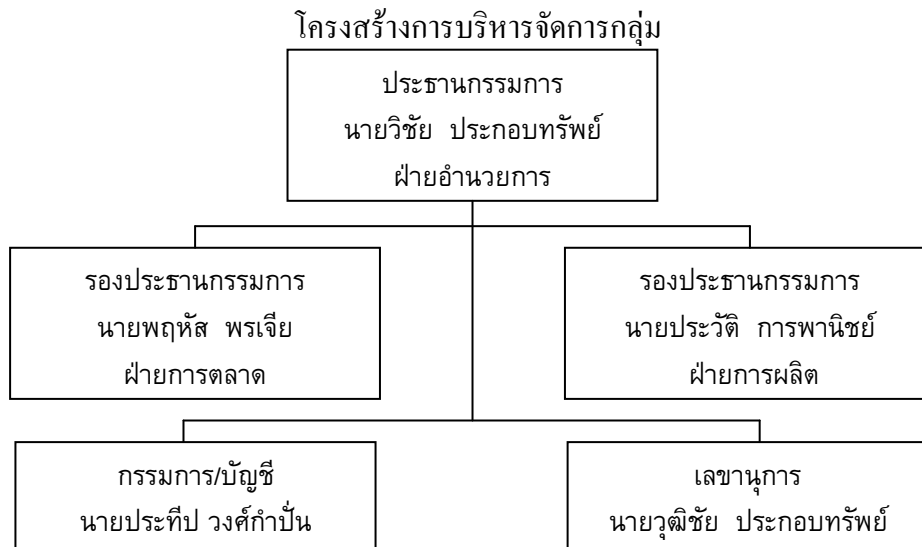 โครงสร้างการบริหารจัดการกลุ่ม
ประธานกรรมการ
นายวิชัย ประกอบทรัพย์
ฝ่ายอำนวยการ
รองประธานกรรมการ
นายพฤหัส พรเจีย
ฝ่ายการตลาด
รองประธานกรรมการ
นายประวัติ การพานิชย์
ฝ่ายการผลิต
กรรมการ/บัญชี
นายประทีป วงศ์กำปั่น
เลขานุการ
นายวุฒิชัย ประกอบทรัพย์